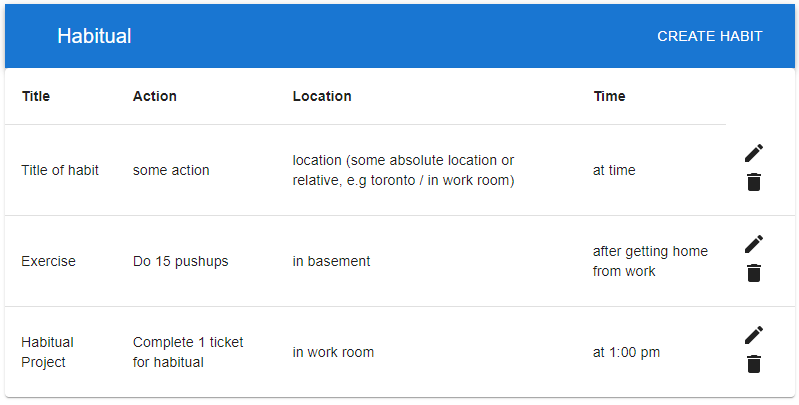 Habitual
CREATE HABIT
Title Action Location Time
Title of habit some action location (some absolute location or
relative, e.g toronto / in work room) at time
Exercise Do 15 pushups in basement after getting home
from work
Habitual
Project Complete 1 ticket
for habitual in work room at 1:00 pm